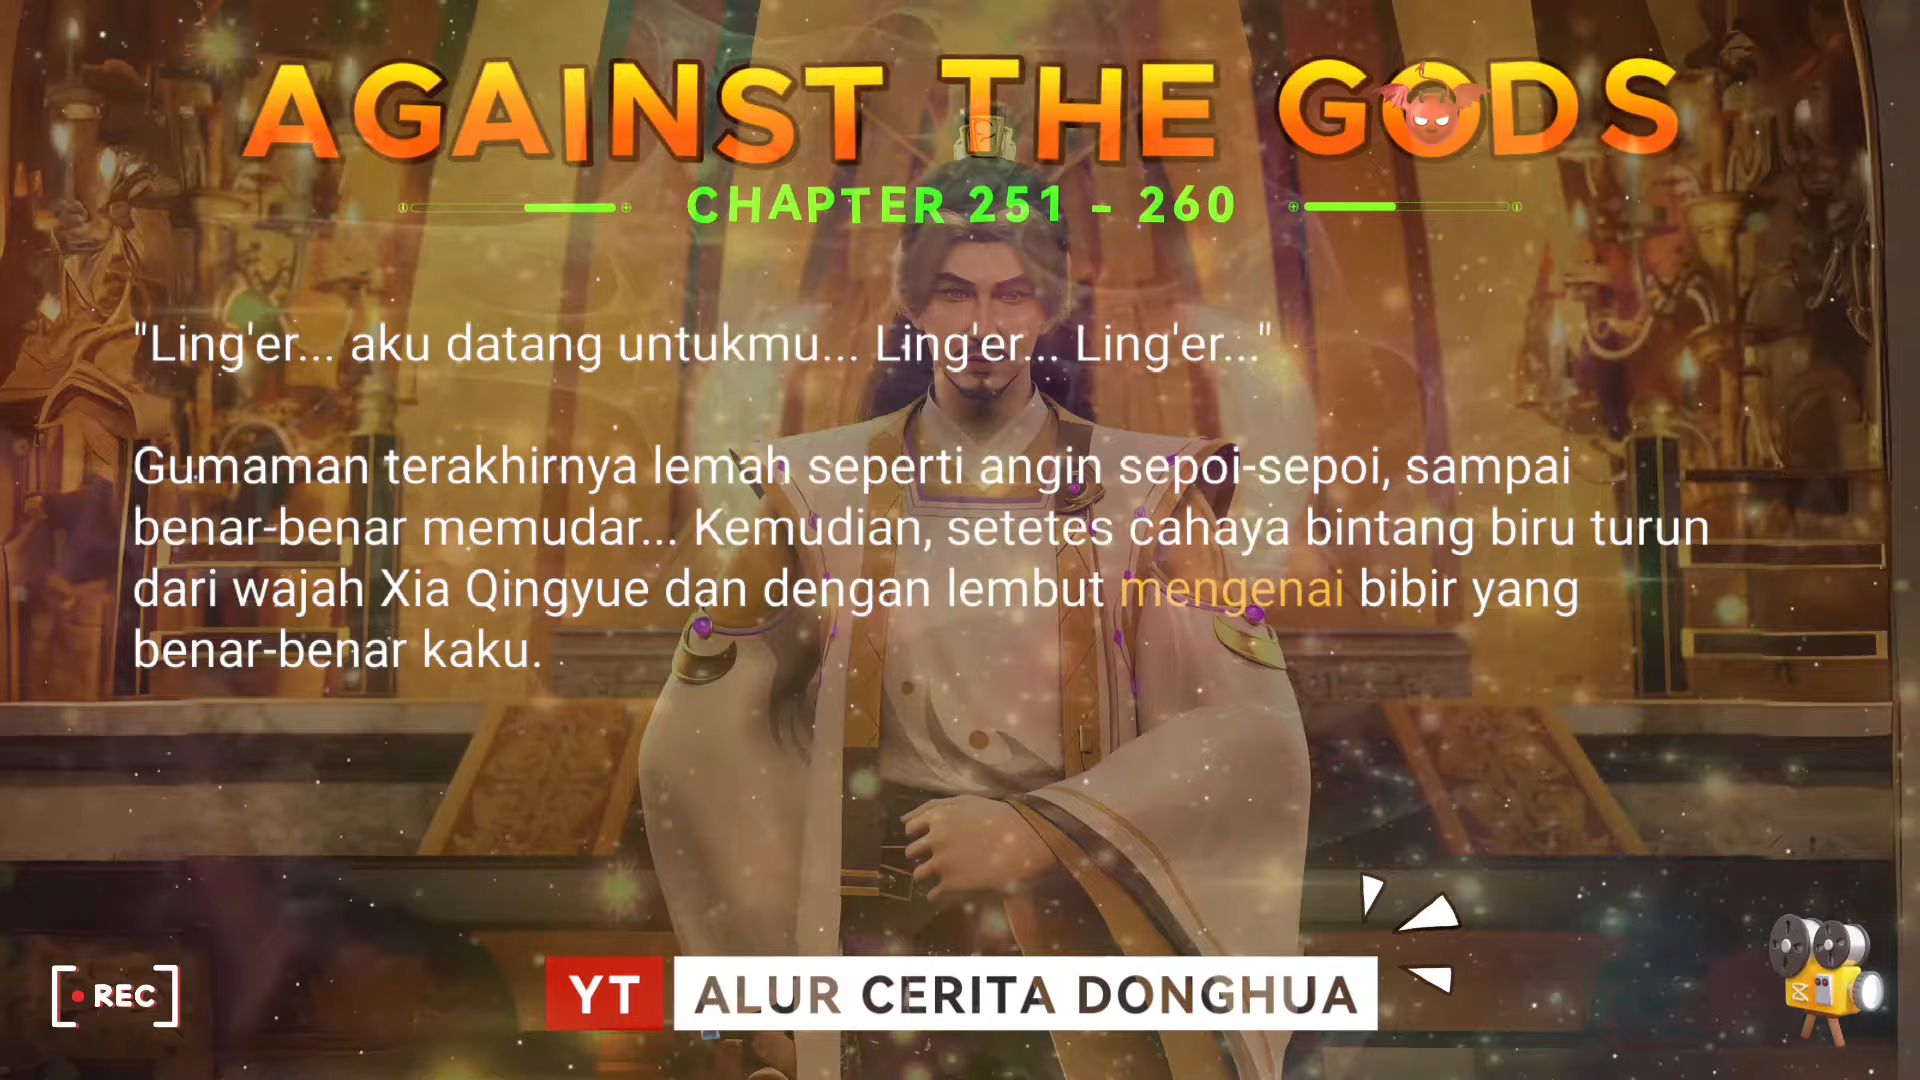 AGAINST THE GODS
CHAPTER 251 - 260
"Ling'er... aku datang untukmu... Ling'er... Ling'er..."
Gumaman terakhirnya lemah seperti angin sepoi-sepoi, sampai
benar-benar memudar... Kemudian, setetes cahaya bintang biru turun
dari wajah Xia Qingyue dan dengan lembut mengenai bibir yang
benar-benar kaku.
REC
YT ALUR CERITA DONGHUA